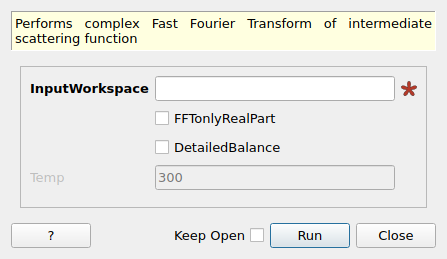 Performs complex Fast Fourier Transform of intermediate
scattering function
InputWorkspace
FFTonlyRealPart
DetailedBalance
Temp 300
? Keep Open Run Close